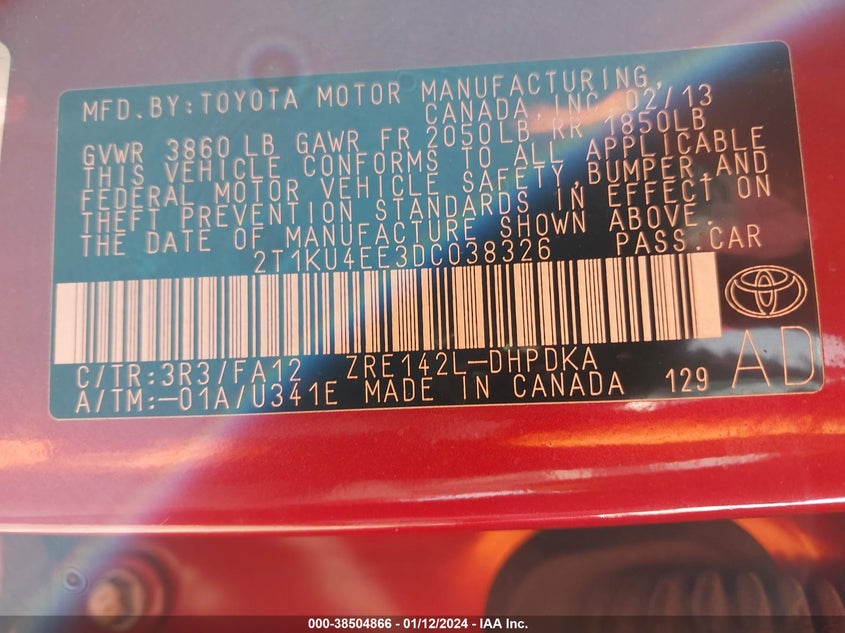 MFD.BY:TOYOTA MOTOR MANUFACTURING,
CANADA,INC. 02/13
GVWR 3860LB GAWR FR 2050LB RR 1850LB
THIS VEHICLE CONFORMS TO ALL APPLICABLE
FEDERAL MOTOR VEHICLE SAFETY,BUMPER,AND
THEFT PREVENTION STANDARDS IN EFFECT ON
THE DATE OF MANUFACTURE SHOWN ABOVE.
2T1KU4EE3DC038326 PASS.CAR
C/TR:3R3/FA12 ZRE142L-DHPDKA
A/TM:-01A/U341E MADE IN CANADA 129 AD
000-38504866 - 01/12/2024 - IAA Inc.